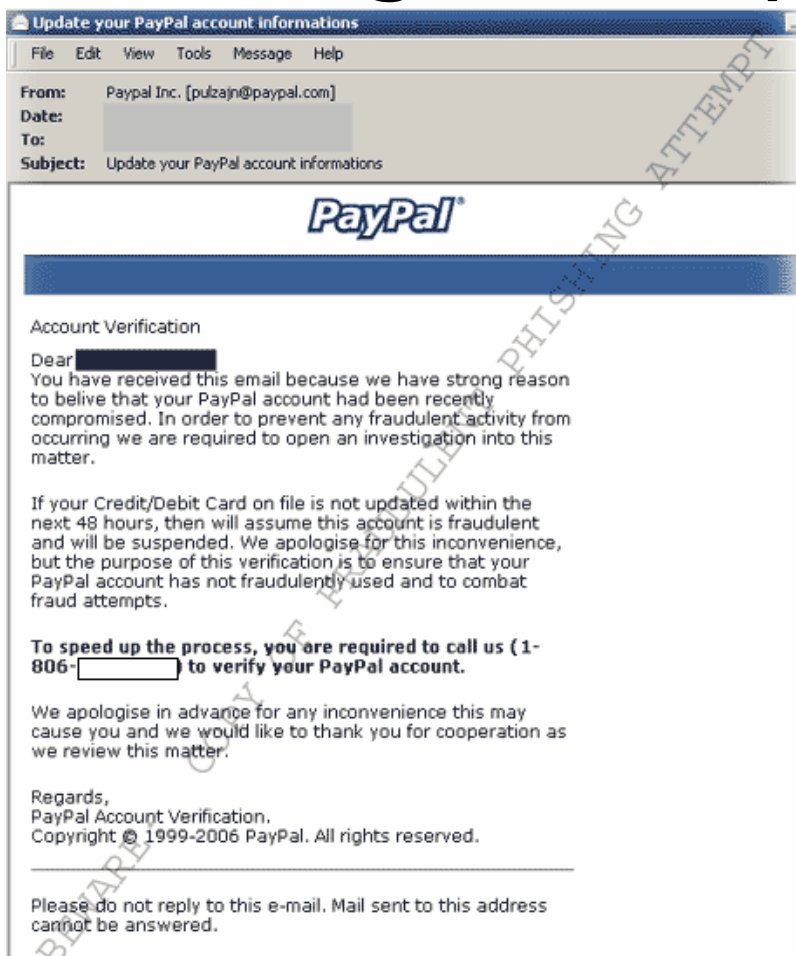 Update your PayPal account informations
File Edit View Tools Message Help
From: Paypal Inc. [pulzajn@paypal.com]
Date:
To:
Subject: Update your PayPal account informations
PayPal®
Account Verification
Dear
You have received this email because we have strong reason
to belive that your PayPal account had been recently
compromised. In order to prevent any fraudulent activity from
occurring we are required to open an investigation into this
matter.
If your Credit/Debit Card on file is not updated within the
next 48 hours, then will assume this account is fraudulent
and will be suspended. We apologise for this inconvenience,
but the purpose of this verification is to ensure that your
PayPal account has not fraudulently used and to combat
fraud attempts.
To speed up the process, you are required to call us (1-
806- ) to verify your PayPal account.
We apologise in advance for any inconvenience this may
cause you and we would like to thank you for cooperation as
we review this matter.
Regards,
PayPal Account Verification.
Copyright © 1999-2006 PayPal. All rights reserved.
Please do not reply to this e-mail. Mail sent to this address
cannot be answered.
BEWARE: COPY OF FRAUDULENT PHISHING ATTEMPT